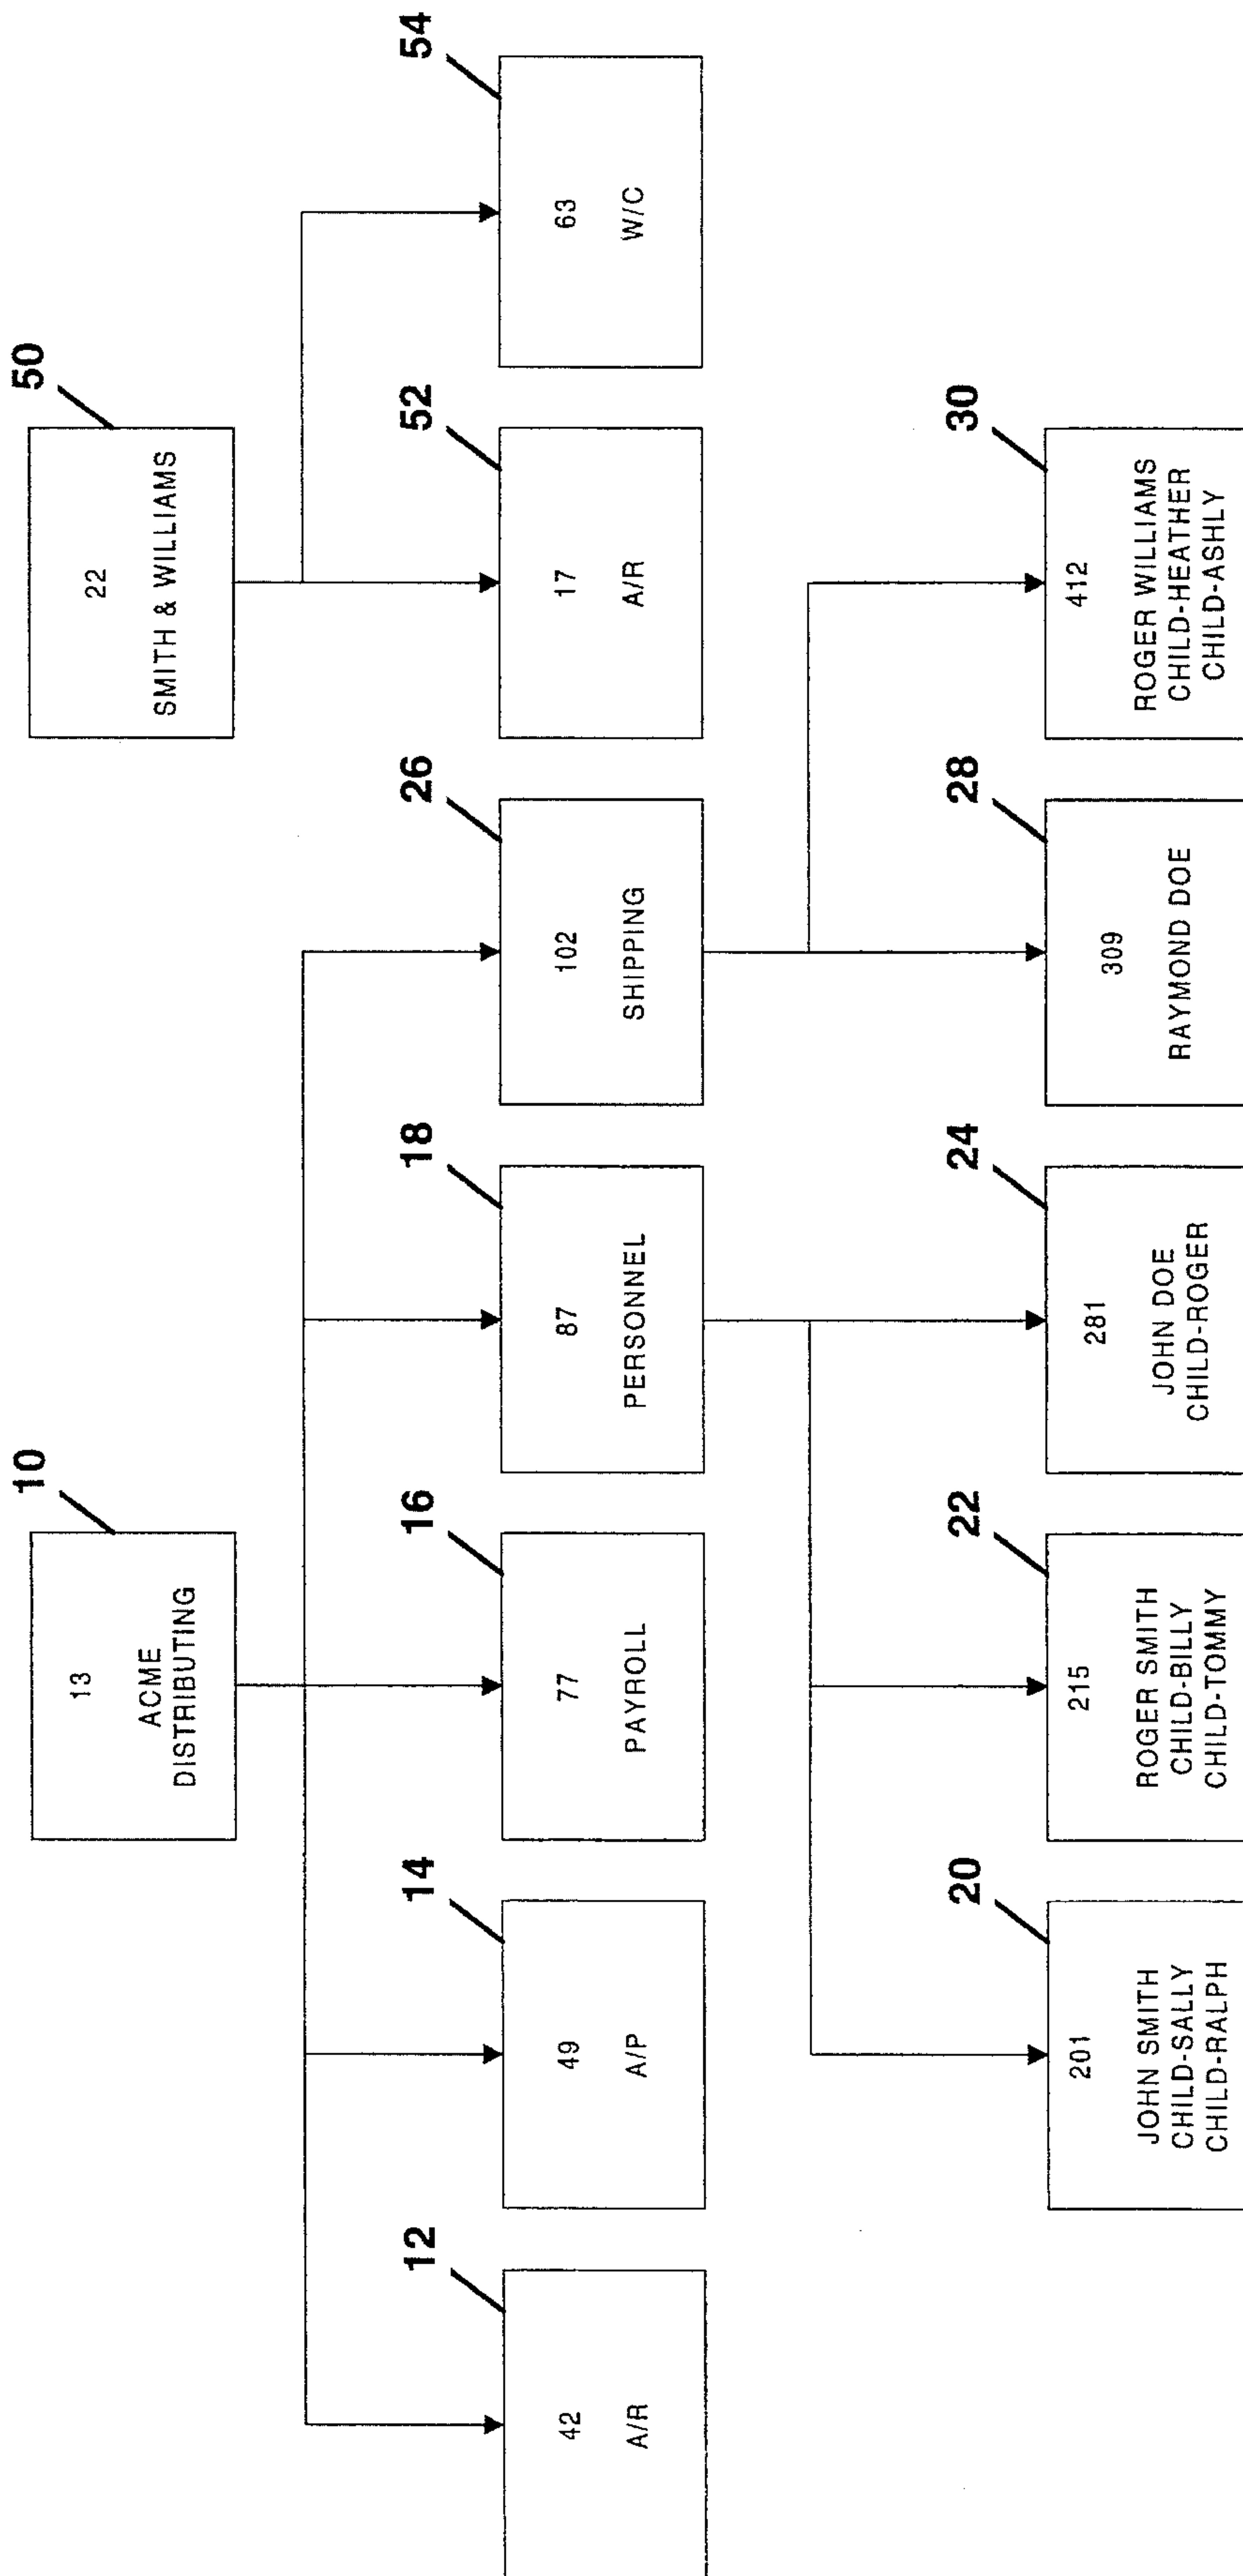 10
13
ACME
DISTRIBUTING
50
22
SMITH & WILLIAMS
12
42
A/R
14
49
A/P
16
77
PAYROLL
18
87
PERSONNEL
26
102
SHIPPING
52
17
A/R
54
63
W/C
20
201
JOHN SMITH
CHILD-SALLY
CHILD-RALPH
22
215
ROGER SMITH
CHILD-BILLY
CHILD-TOMMY
24
281
JOHN DOE
CHILD-ROGER
28
309
RAYMOND DOE
30
412
ROGER WILLIAMS
CHILD-HEATHER
CHILD-ASHLY